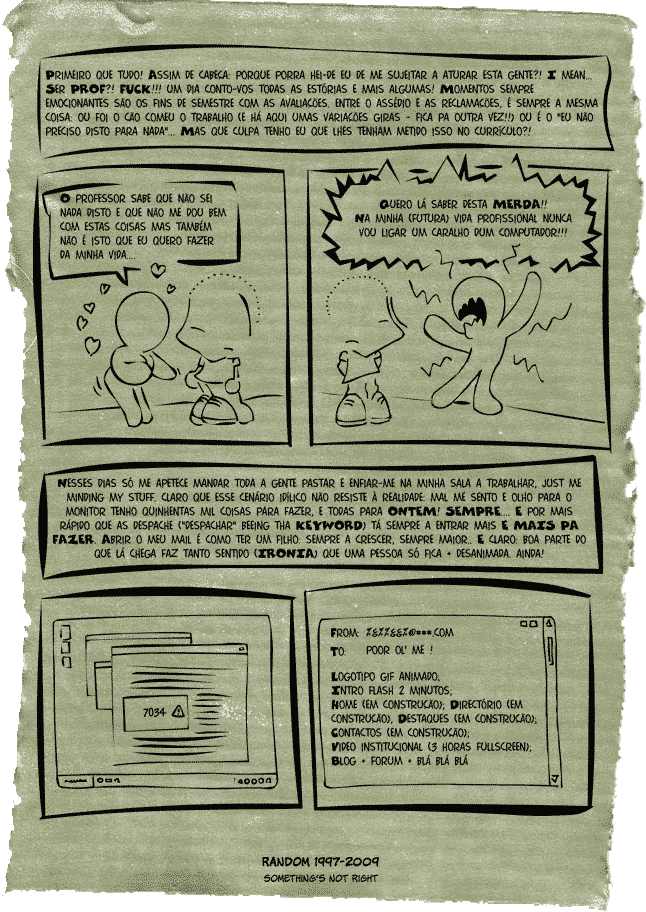 PRIMEIRO QUE TUDO! ASSIM DE CABEÇA: PORQUE PORRA HEI-DE EU DE ME SUJEITAR A ATURAR ESTA GENTE?! I MEAN...
SER PROF?! FUCK!!! UM DIA CONTO-VOS TODAS AS ESTÓRIAS E MAIS ALGUMAS! MOMENTOS SEMPRE
EMOCIONANTES SÃO OS FINS DE SEMESTRE COM AS AVALIAÇÕES. ENTRE O ASSÉDIO E AS RECLAMAÇÕES, É SEMPRE A MESMA
COISA: OU FOI O CÃO COMEU O TRABALHO (E HÁ AQUI UMAS VARIAÇÕES GIRAS - FICA PA OUTRA VEZ!!) OU É O "EU NÃO
PRECISO DISTO PARA NADA"... MAS QUE CULPA TENHO EU QUE LHES TENHAM METIDO ISSO NO CURRÍCULO?!
O PROFESSOR SABE QUE NÃO SEI
NADA DISTO E QUE NÃO ME DOU BEM
COM ESTAS COISAS MAS TAMBÉM
NÃO É ISTO QUE EU QUERO FAZER
DA MINHA VIDA....
QUERO LÁ SABER DESTA MERDA!!
NA MINHA (FUTURA) VIDA PROFISSIONAL NUNCA
VOU LIGAR UM CARALHO DUM COMPUTADOR!!!
NESSES DIAS SÓ ME APETECE MANDAR TODA A GENTE PASTAR E ENFIAR-ME NA MINHA SALA A TRABALHAR, JUST ME
MINDING MY STUFF. CLARO QUE ESSE CENÁRIO IDÍLICO NÃO RESISTE À REALIDADE: MAL ME SENTO E OLHO PARA O
MONITOR TENHO QUINHENTAS MIL COISAS PARA FAZER, E TODAS PARA ONTEM! SEMPRE... E POR MAIS
RÁPIDO QUE AS DESPACHE ("DESPACHAR" BEEING THA KEYWORD) TÁ SEMPRE A ENTRAR MAIS E MAIS PA
FAZER. ABRIR O MEU MAIL É COMO TER UM FILHO: SEMPRE A CRESCER, SEMPRE MAIOR.. E CLARO: BOA PARTE DO
QUE LÁ CHEGA FAZ TANTO SENTIDO (IRONIA) QUE UMA PESSOA SÓ FICA + DESANIMADA. AINDA!
7034
FROM: %&%%&&%@***.COM
TO: POOR OL' ME !
LOGOTIPO GIF ANIMADO;
INTRO FLASH 2 MINUTOS;
HOME (EM CONSTRUCÃO); DIRECTÓRIO (EM
CONSTRUCÃO), DESTAQUES (EM CONSTRUCÃO);
CONTACTOS (EM CONSTRUCÃO);
VIDEO INSTITUCIONAL (3 HORAS FULLSCREEN);
BLOG + FORUM + BLÁ BLÁ BLÁ
RANDOM 1997-2009
SOMETHING'S NOT RIGHT